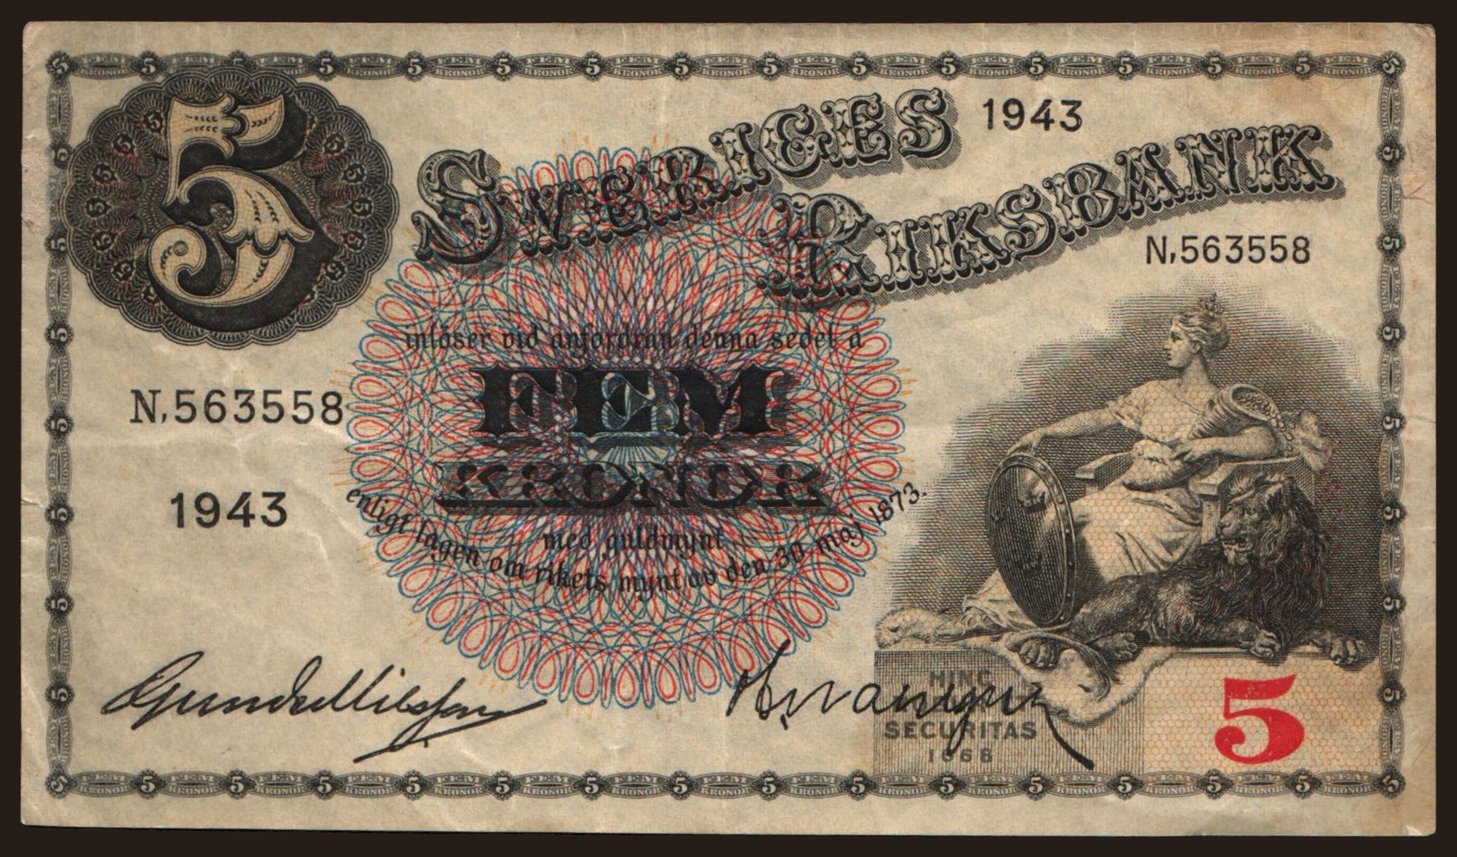 5
SVERIGES
1943
RIKSBANK
N,563558
inlöser vid anfordran denna sedel å
FEM
KRONOR
N,563558
med guldmynt
enligt lagen om rikets mynt av den 30 maj 1873.
1943
HINC
SECURITAS
1668
5